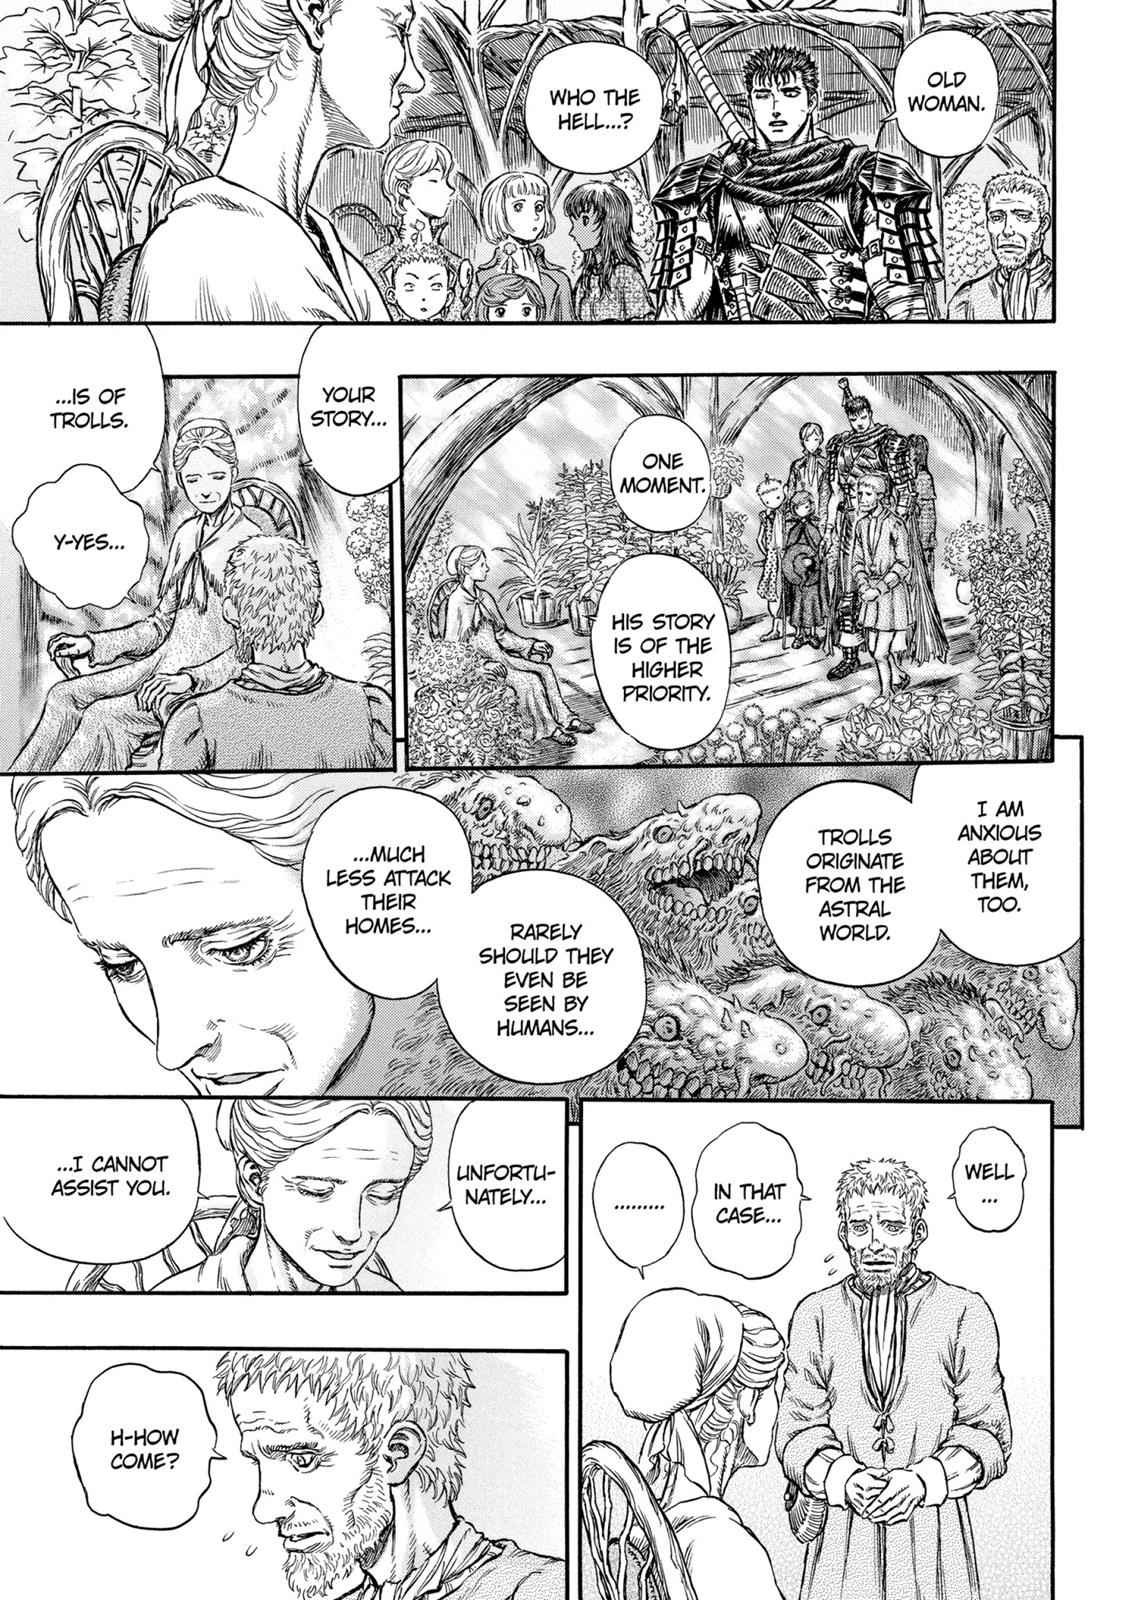 OLD
WOMAN.
WHO THE
HELL...?
ONE
MOMENT.
HIS STORY
IS OF THE
HIGHER
PRIORITY.
YOUR
STORY...
...IS OF
TROLLS.
Y-YES...
I AM
ANXIOUS
ABOUT
THEM,
TOO.
TROLLS
ORIGINATE
FROM THE
ASTRAL
WORLD.
RARELY
SHOULD THEY
EVEN BE
SEEN BY
HUMANS...
...MUCH
LESS ATTACK
THEIR
HOMES...
WELL
...
IN THAT
CASE...
.........
UNFORTU-
NATELY...
...I CANNOT
ASSIST YOU.
H-HOW
COME?